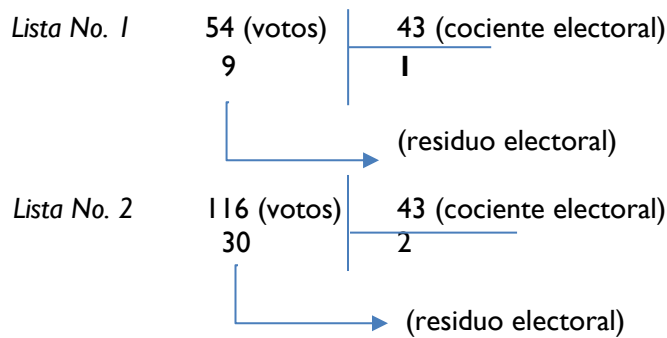 Lista No. 1 54 (votos) 43 (cociente electoral)
9 1
(residuo electoral)
Lista No. 2 116 (votos) 43 (cociente electoral)
30 2
(residuo electoral)